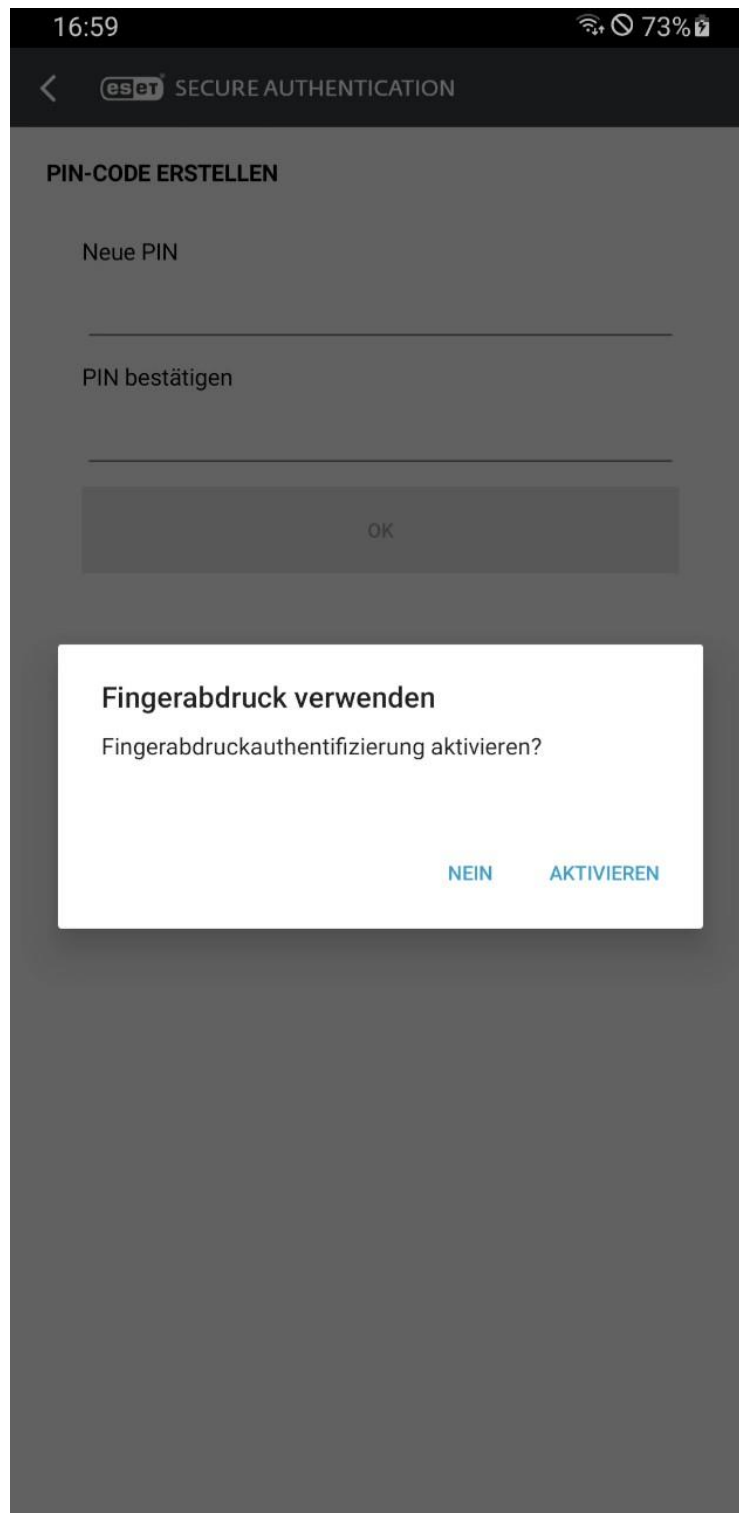 16:59 73%
eset SECURE AUTHENTICATION
PIN-CODE ERSTELLEN
Neue PIN
PIN bestätigen
OK
Fingerabdruck verwenden
Fingerabdruckauthentifizierung aktivieren?
NEIN AKTIVIEREN